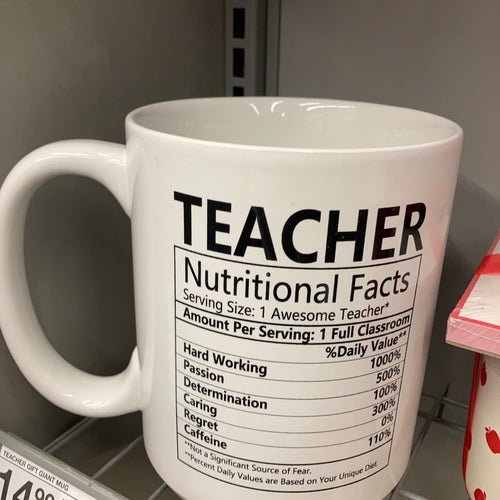 TEACHER
Nutritional Facts
Serving Size: 1 Awesome Teacher*
Amount Per Serving: 1 Full Classroom
%Daily Value**
Hard Working 1000%
Passion 500%
Determination 100%
Caring 300%
Regret 0%
Caffeine 110%
**Not a Significant Source of Fear.
**Percent Daily Values are Based on Your Unique Diet.
TEACHER GIFT GIANT MUG
14.99